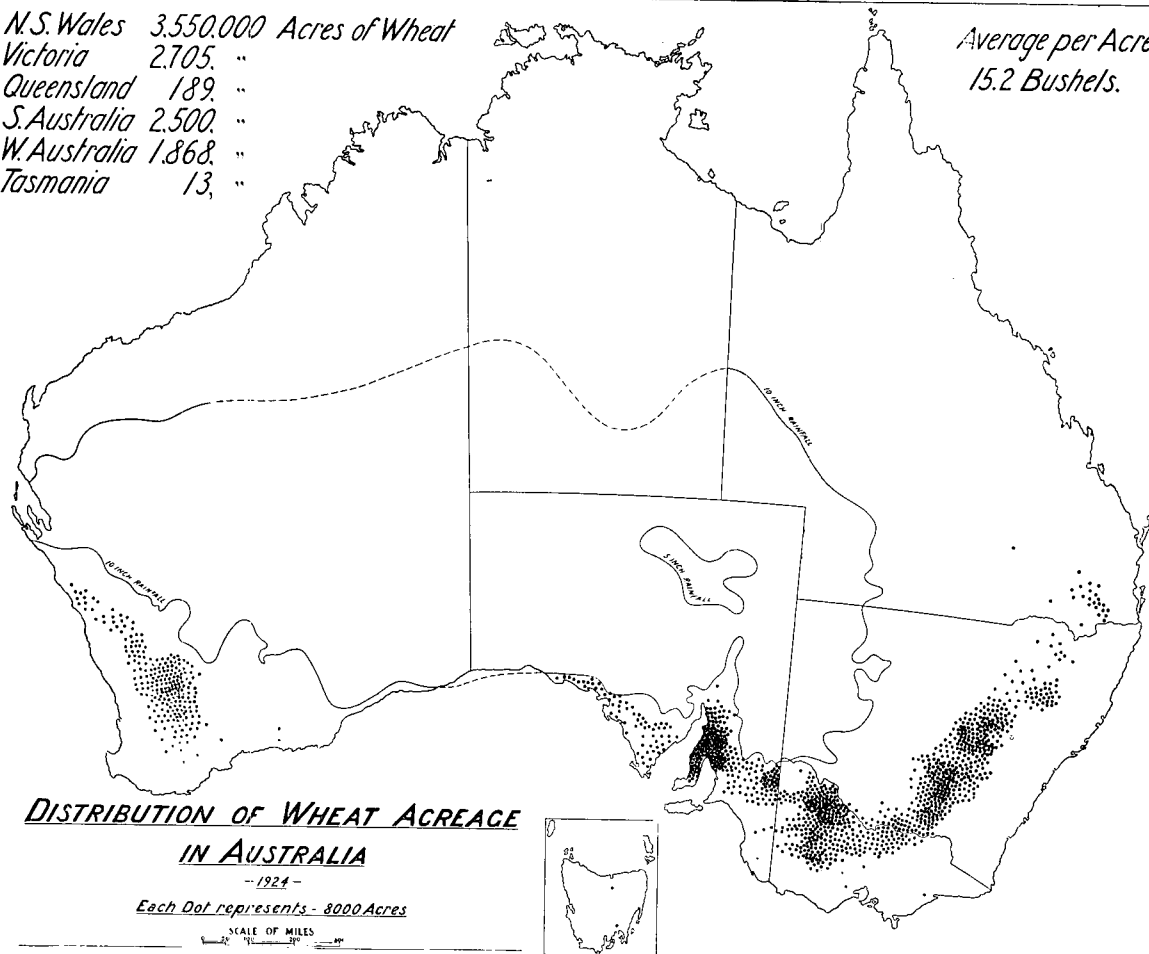 N.S. Wales 3.550.000 Acres of Wheat
Victoria 2.705. "
Queensland 189. "
S. Australia 2.500. "
W. Australia 1.868. "
Tasmania 13, "
Average per Acre
15.2 Bushels.
10 INCH RAINFALL
5 INCH RAINFALL
10 INCH RAINFALL
DISTRIBUTION OF WHEAT ACREAGE
IN AUSTRALIA
-1924-
Each Dot represents - 8000 Acres
SCALE OF MILES